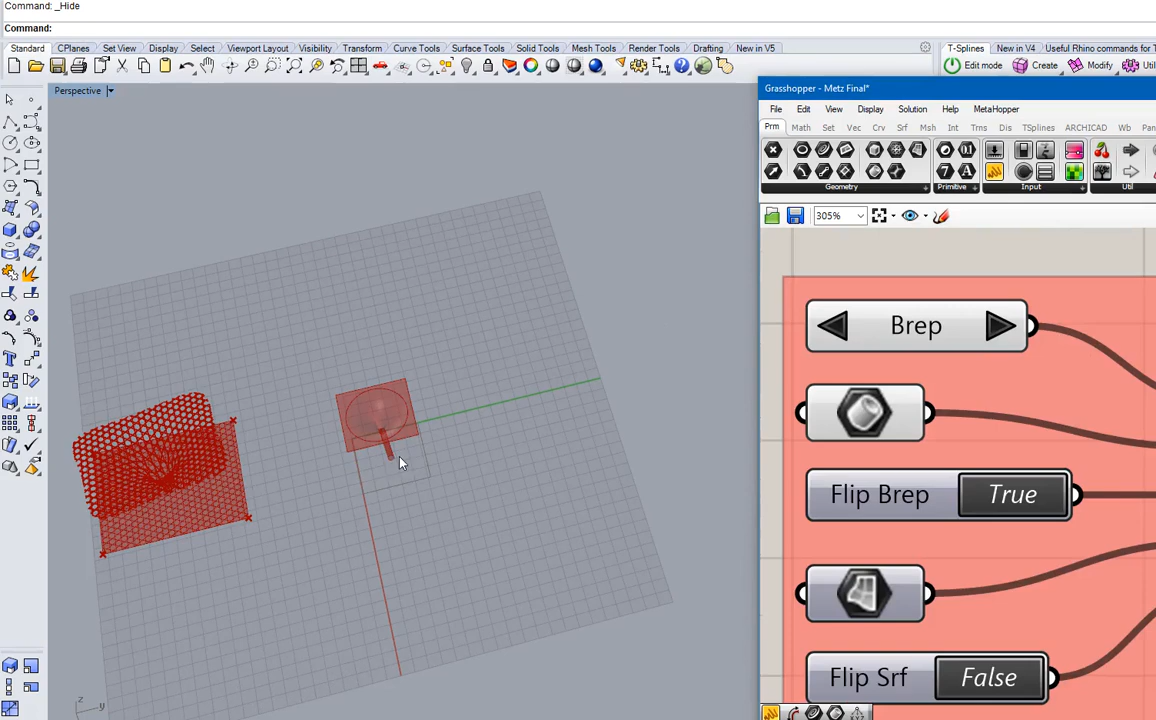 Command: _Hide
Command:
Standard CPlanes Set View Display Select Viewport Layout Visibility Transform Curve Tools Surface Tools Solid Tools Mesh Tools Render Tools Drafting New in V5
T-Splines New in V4 Useful Rhino commands for T
Edit mode Create Modify Util
Perspective
Grasshopper - Metz Final*
File Edit View Display Solution Help MetaHopper
Prm Math Set Vec Crv Srf Msh Int Trns Dis TSplines ARCHICAD Wb Pan
Geometry Primitive Input Util
305%
Brep
Flip Brep True
Flip Srf False
z
y